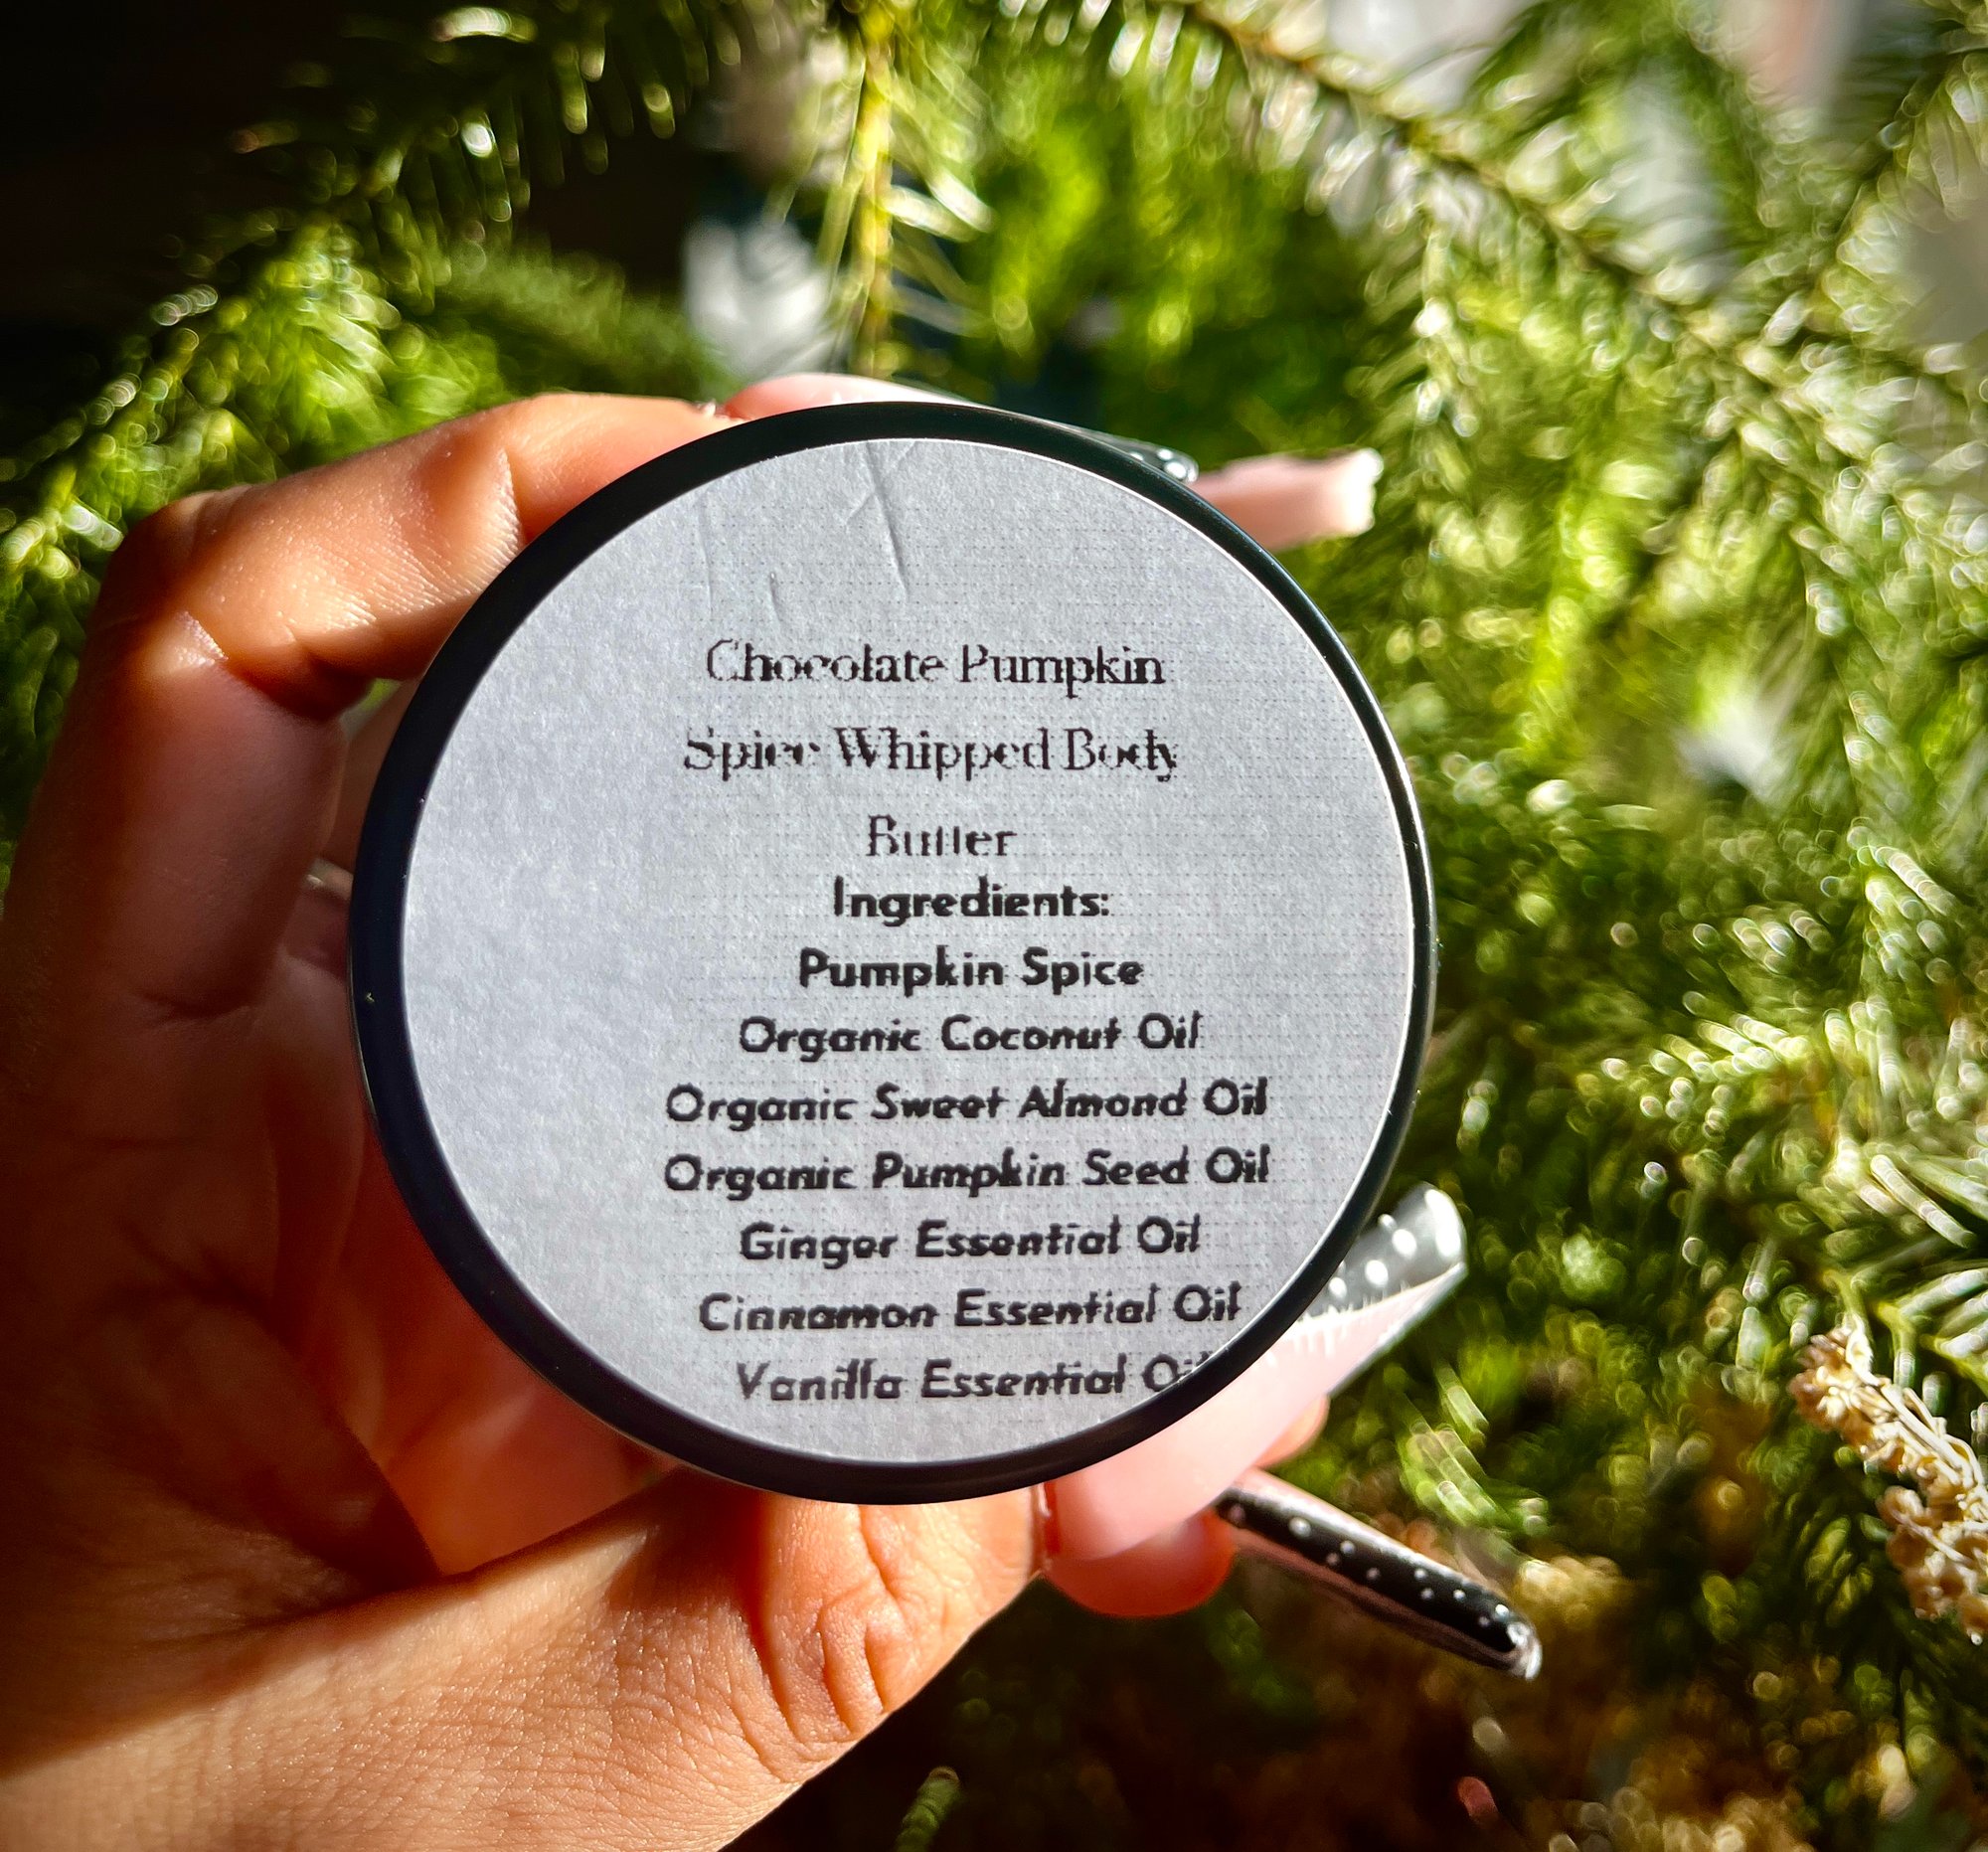 Chocolate Pumpkin
Spice Whipped Body
Butter
Ingredients:
Pumpkin Spice
Organic Coconut Oil
Organic Sweet Almond Oil
Organic Pumpkin Seed Oil
Ginger Essential Oil
Cinnamon Essential Oil
Vanilla Essential Oil